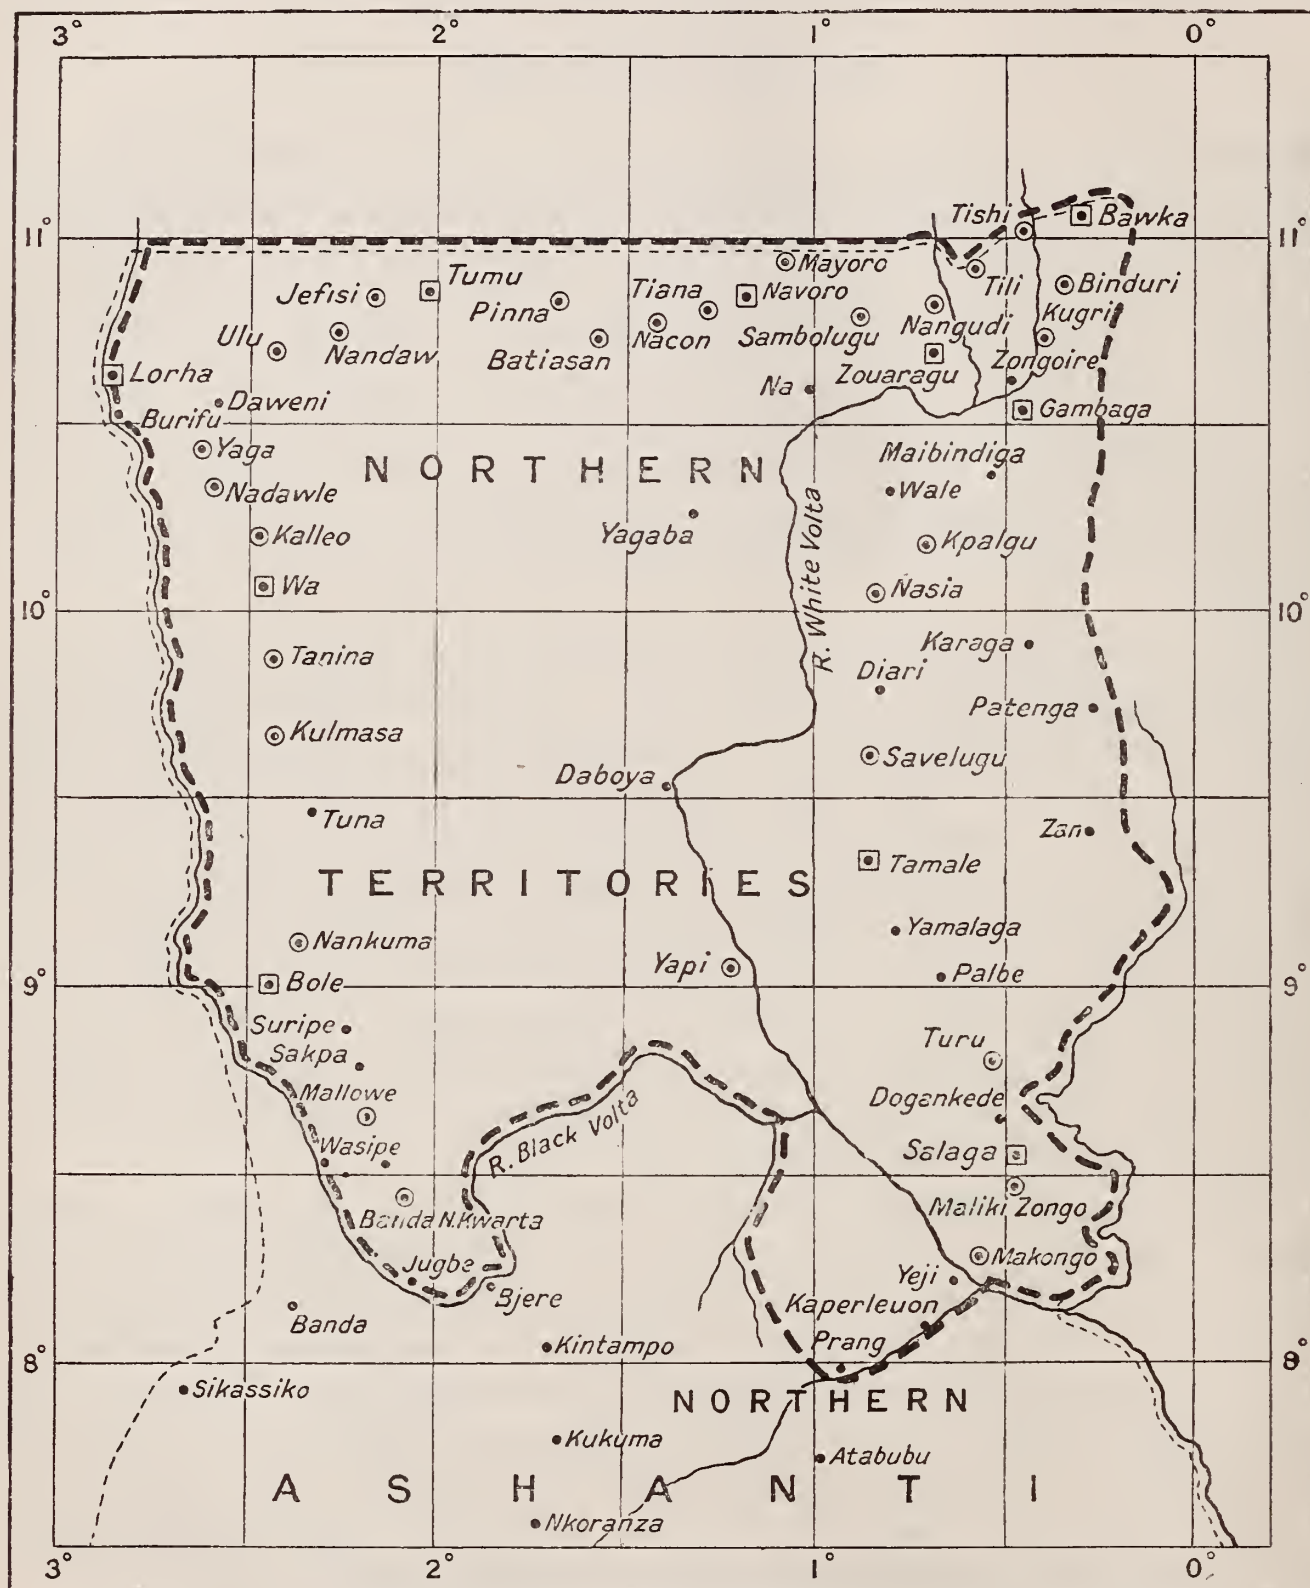 3° 2° 1° 0°
Tishi Bawka
11° 11°
Mayoro
Tili Binduri
Jefisi Tumu Tiana Navoro
Pinna Kugri
Ulu Nandaw Batiasan Nacon Sambolugu Nangudi
Zongoire
Lorha Na Zouaragu
Daweni
Burifu Gambaga
Yaga Maibindiga
NORTHERN
Nadawle Wale
Yagaba
Kalleo Kpalgu
Wa Nasia
R. White Volta
10° 10°
Karaga
Tanina Diari
Patenga
Kulmasa Savelugu
Daboya
Tuna Zan
Tamale
TERRITORIES
Nankuma Yamalaga
Yapi Palbe
9° Bole 9°
Suripe Turu
Sakpa
Mallowe Dogankede
R. Black Volta
Wasipe Salaga
Banda N.Kwarta Maliki Zongo
Jugbe Makongo
Yeji
Bjere Kaperleuon
Banda
Kintampo Prang
8° 8°
Sikassiko
NORTHERN
Kukuma Atabubu
ASHANTI
Nkoranza
3° 2° 1° 0°